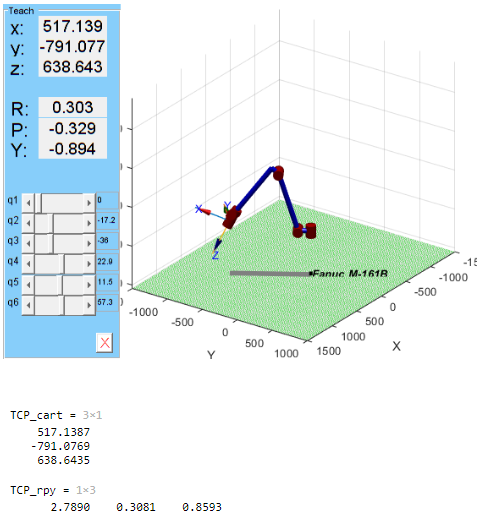 Teach
x: 517.139
y: -791.077
z: 638.643
R: 0.303
P: -0.329
Y: -0.894
q1 0
q2 -17.2
q3 -36
q4 22.9
q5 11.5
q6 57.3
X
X
Y
Z
Fanuc M-161B
-1000
-500
0
500
1000
Y
1500
1000
500
0
-500
-1000
X
TCP_cart = 3×1
517.1387
-791.0769
638.6435
TCP_rpy = 1×3
2.7890 0.3081 0.8593